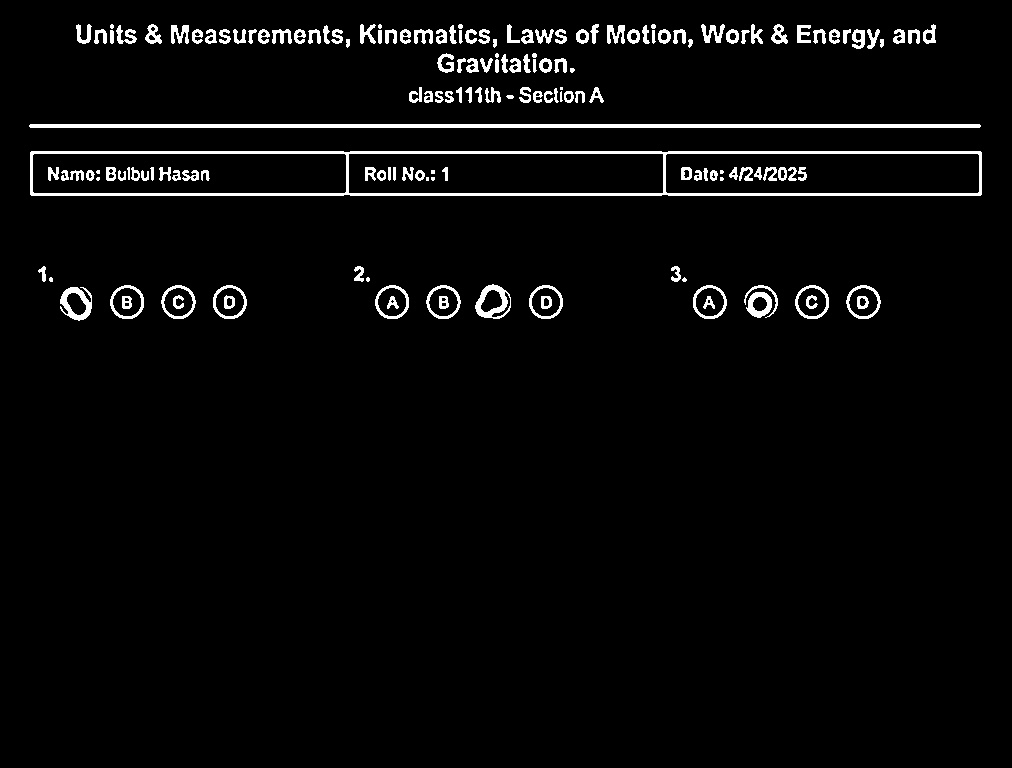 Units & Measurements, Kinematics, Laws of Motion, Work & Energy, and
Gravitation.
class111th - Section A
Name: Bulbul Hasan Roll No.: 1 Date: 4/24/2025
1. 2. 3.
B C D A B D A C D